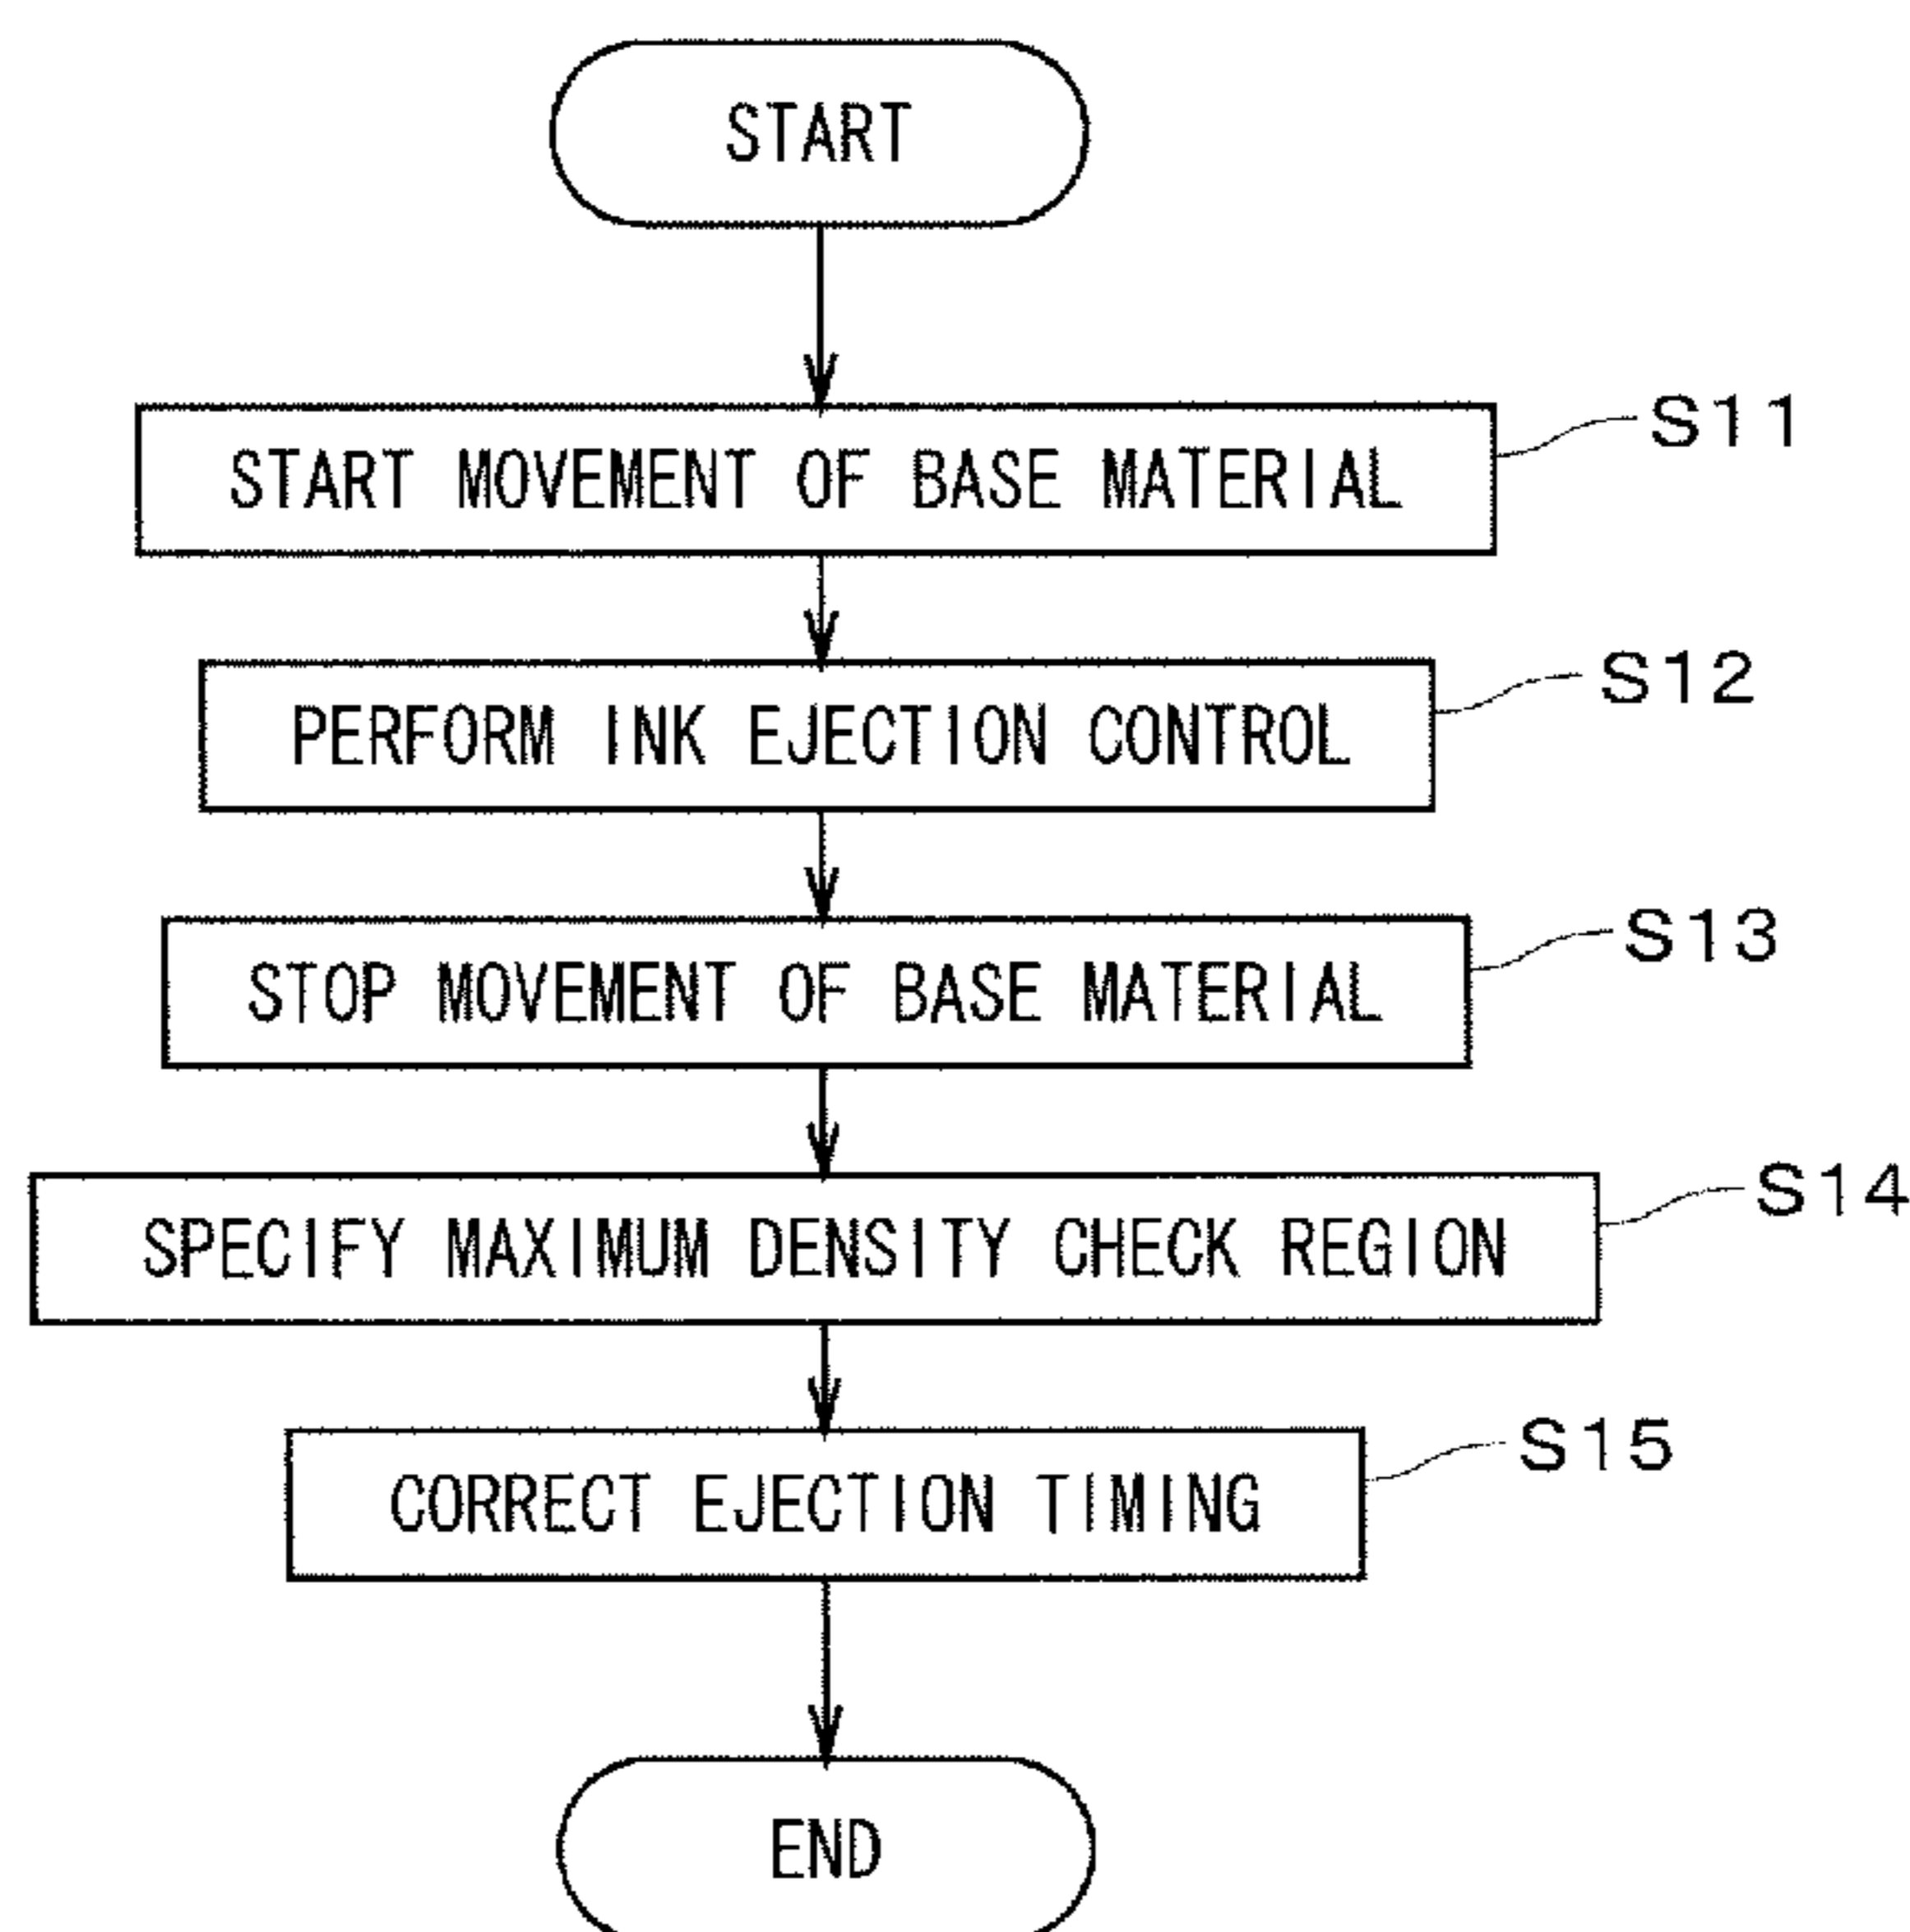 START
START MOVEMENT OF BASE MATERIAL
S11
PERFORM INK EJECTION CONTROL
S12
STOP MOVEMENT OF BASE MATERIAL
S13
SPECIFY MAXIMUM DENSITY CHECK REGION
S14
CORRECT EJECTION TIMING
S15
END